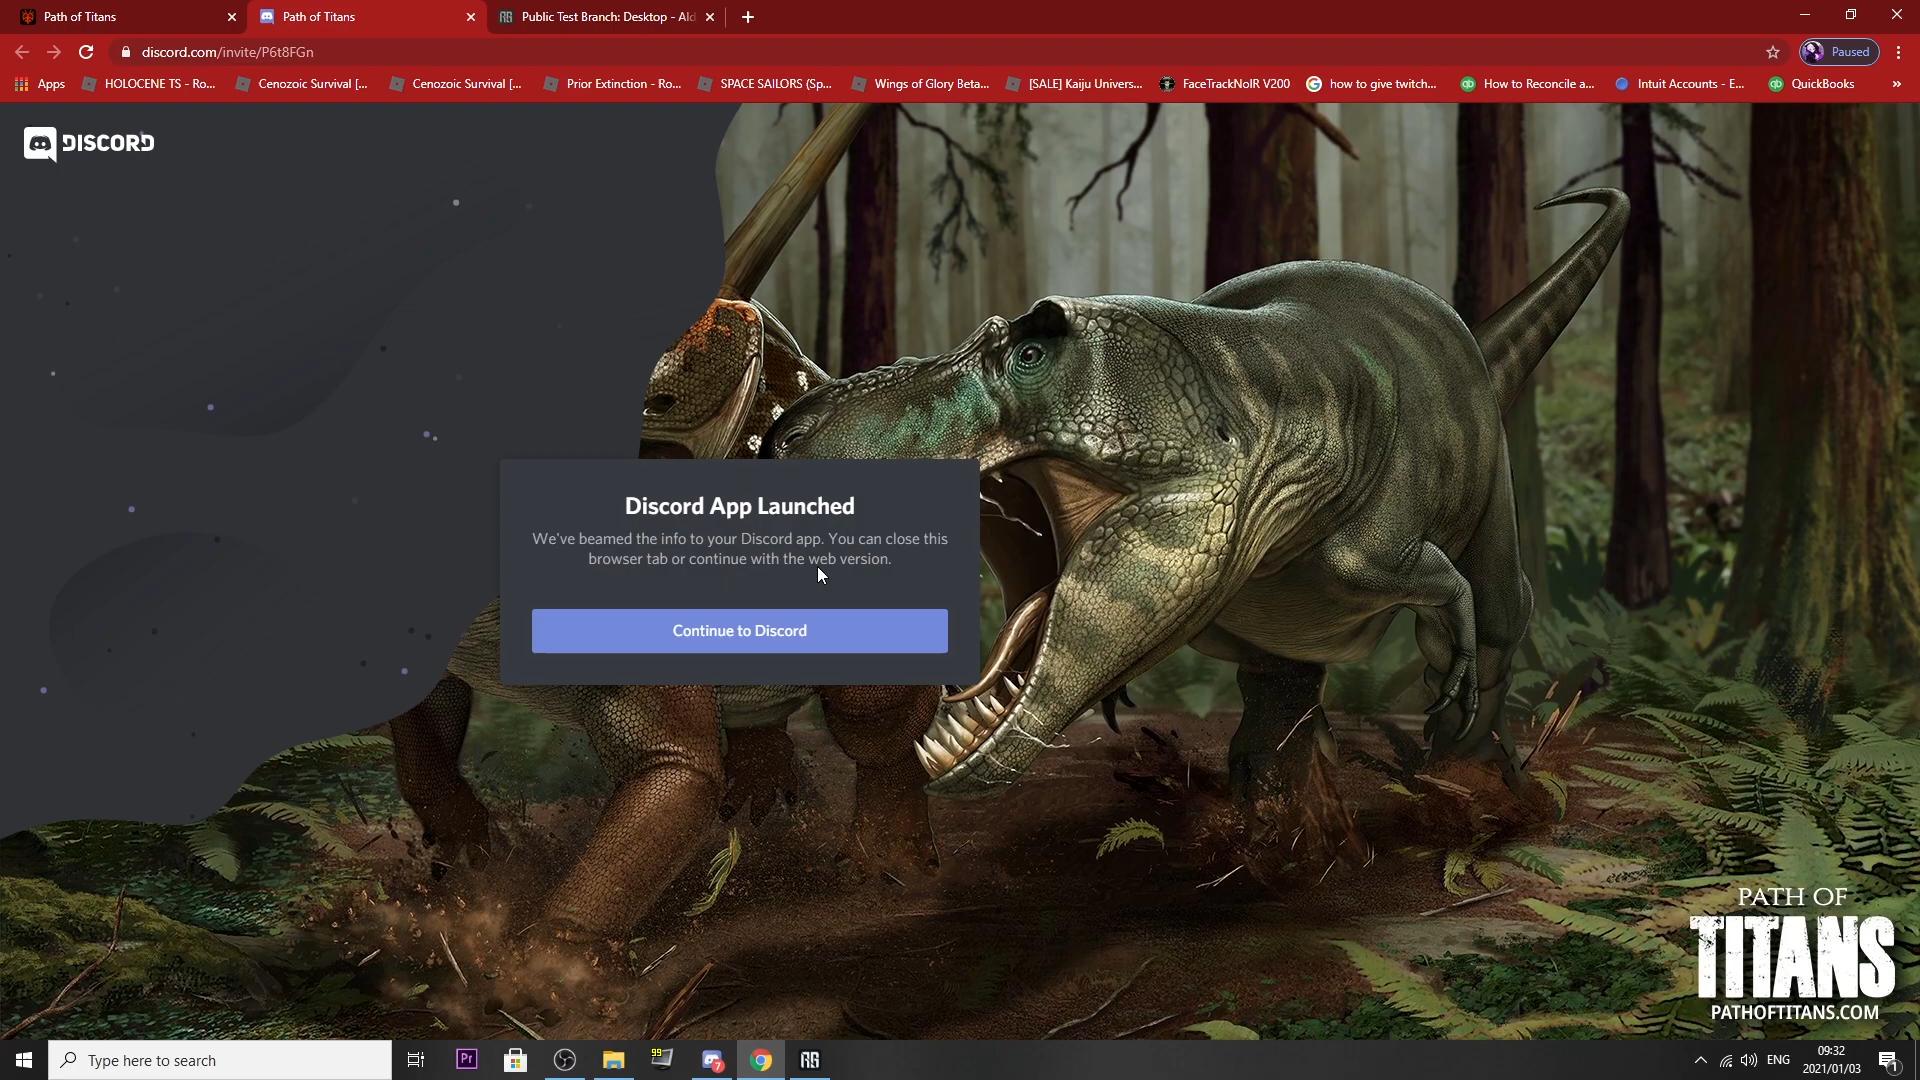 Path of Titans
Path of Titans
Public Test Branch: Desktop - Ald
discord.com/invite/P6t8FGn
Paused
Apps
HOLOCENE TS - Ro...
Cenozoic Survival [...
Cenozoic Survival [...
Prior Extinction - Ro...
SPACE SAILORS (Sp...
Wings of Glory Beta...
[SALE] Kaiju Univers...
FaceTrackNoIR V200
how to give twitch...
How to Reconcile a...
Intuit Accounts - E...
QuickBooks
»
DISCORD
Discord App Launched
We've beamed the info to your Discord app. You can close this
browser tab or continue with the web version.
Continue to Discord
PATH OF
TITANS
PATHOFTITANS.COM
Type here to search
Pr
99
7
ENG
09:32
2021/01/03
1